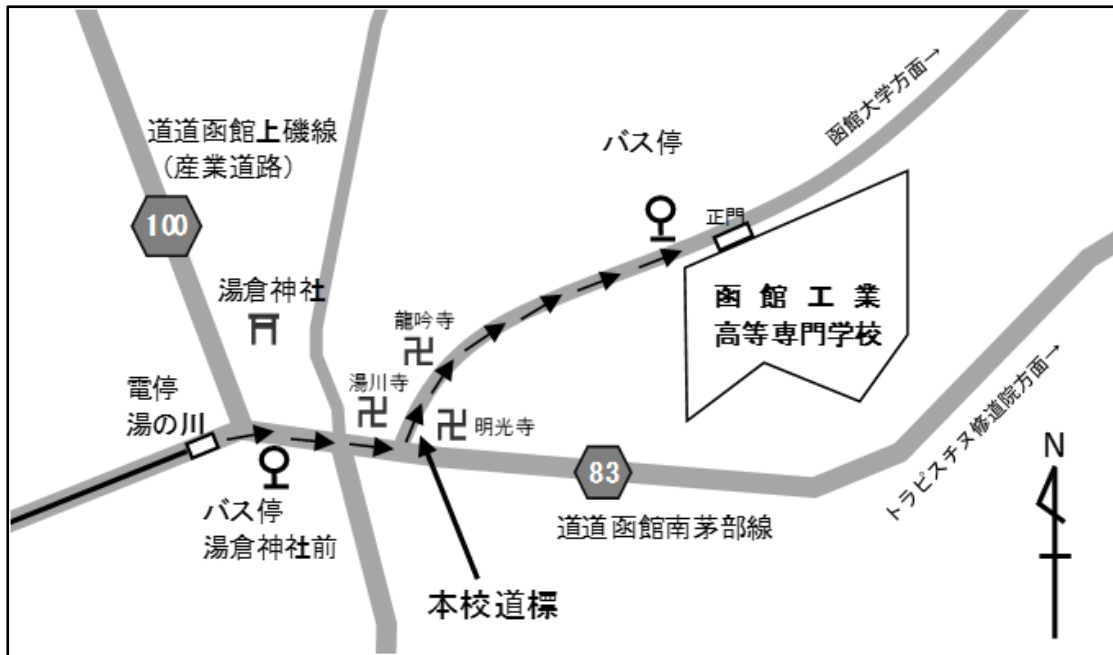 函館大学方面→
道道函館上磯線
（産業道路）
100
バス停
正門
湯倉神社
函館工業
高等専門学校
龍吟寺
湯川寺
明光寺
電停
湯の川
トラピスチヌ修道院方面→
N
83
バス停
湯倉神社前
道道函館南茅部線
本校道標